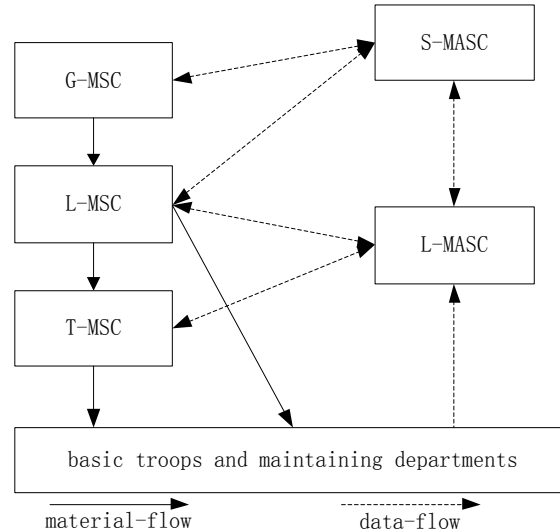 S-MASC
G-MSC
L-MSC
L-MASC
T-MSC
basic troops and maintaining departments
material-flow
data-flow